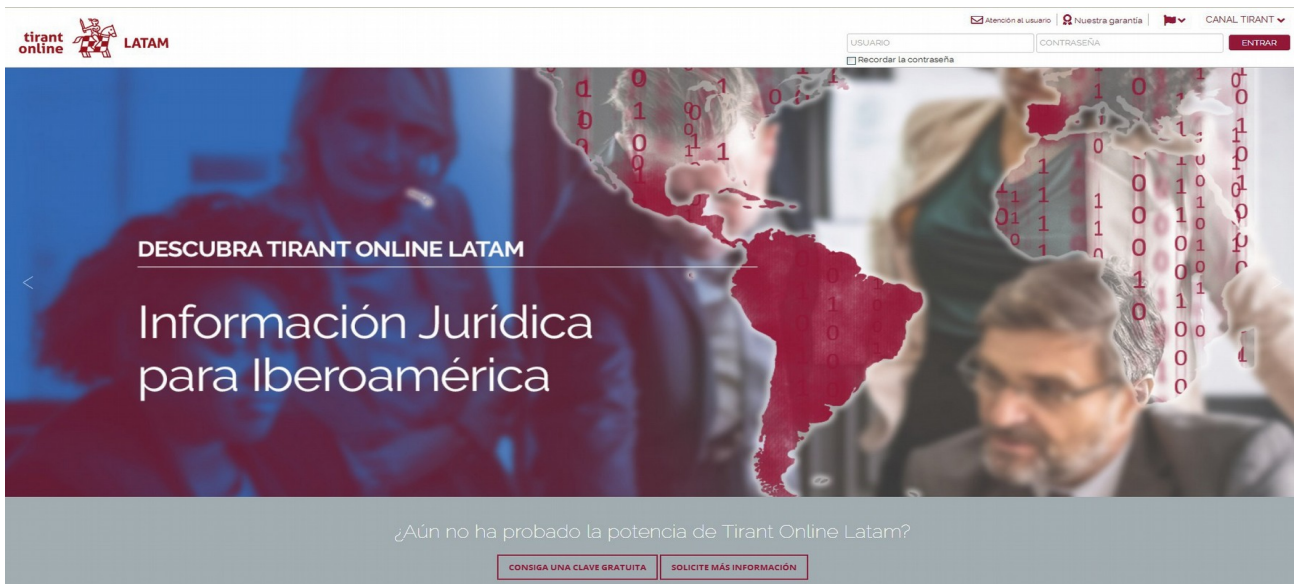 tirant
online
LATAM
Atención al usuario
Nuestra garantía
CANAL TIRANT
USUARIO
CONTRASEÑA
ENTRAR
Recordar la contraseña
DESCUBRA TIRANT ONLINE LATAM
Información Jurídica
para Iberoamérica
¿Aún no ha probado la potencia de Tirant Online Latam?
CONSIGA UNA CLAVE GRATUITA
SOLICITE MÁS INFORMACIÓN